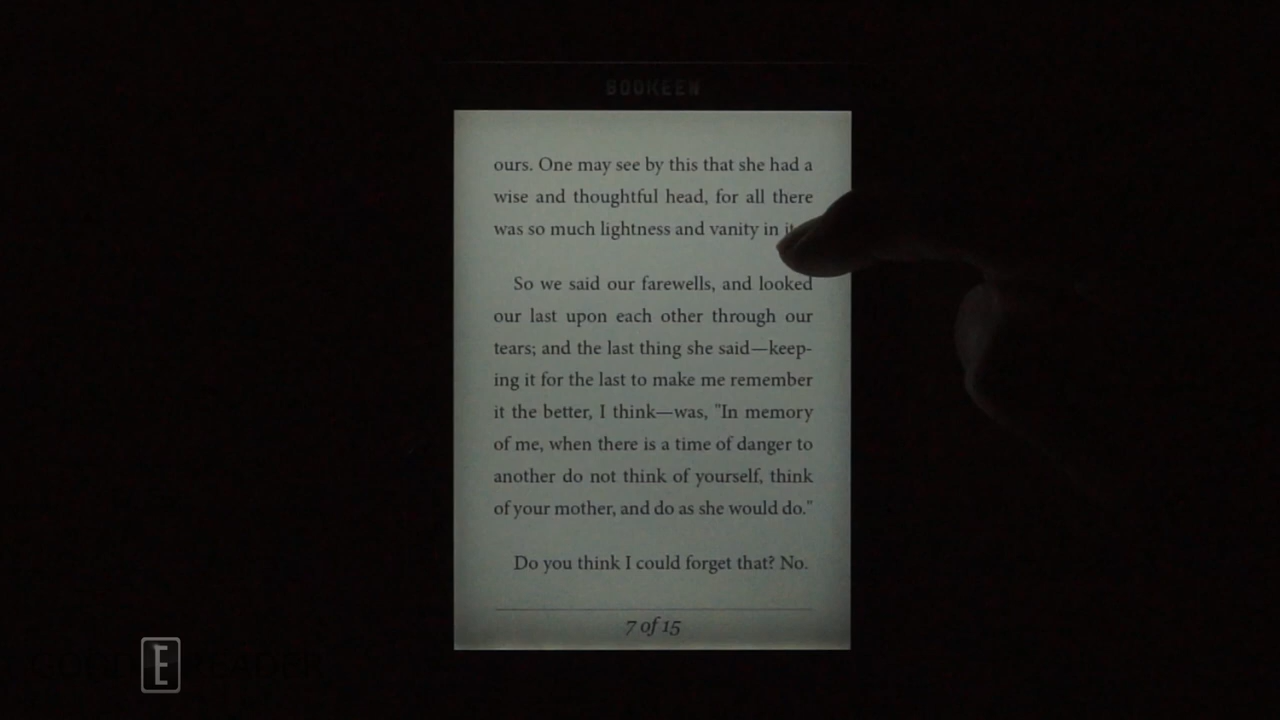 BOOKEEN
ours. One may see by this that she had a
wise and thoughtful head, for all there
was so much lightness and vanity in it.
So we said our farewells, and looked
our last upon each other through our
tears; and the last thing she said—keep-
ing it for the last to make me remember
it the better, I think—was, "In memory
of me, when there is a time of danger to
another do not think of yourself, think
of your mother, and do as she would do."
Do you think I could forget that? No.
7 of 15
GOOD E READER